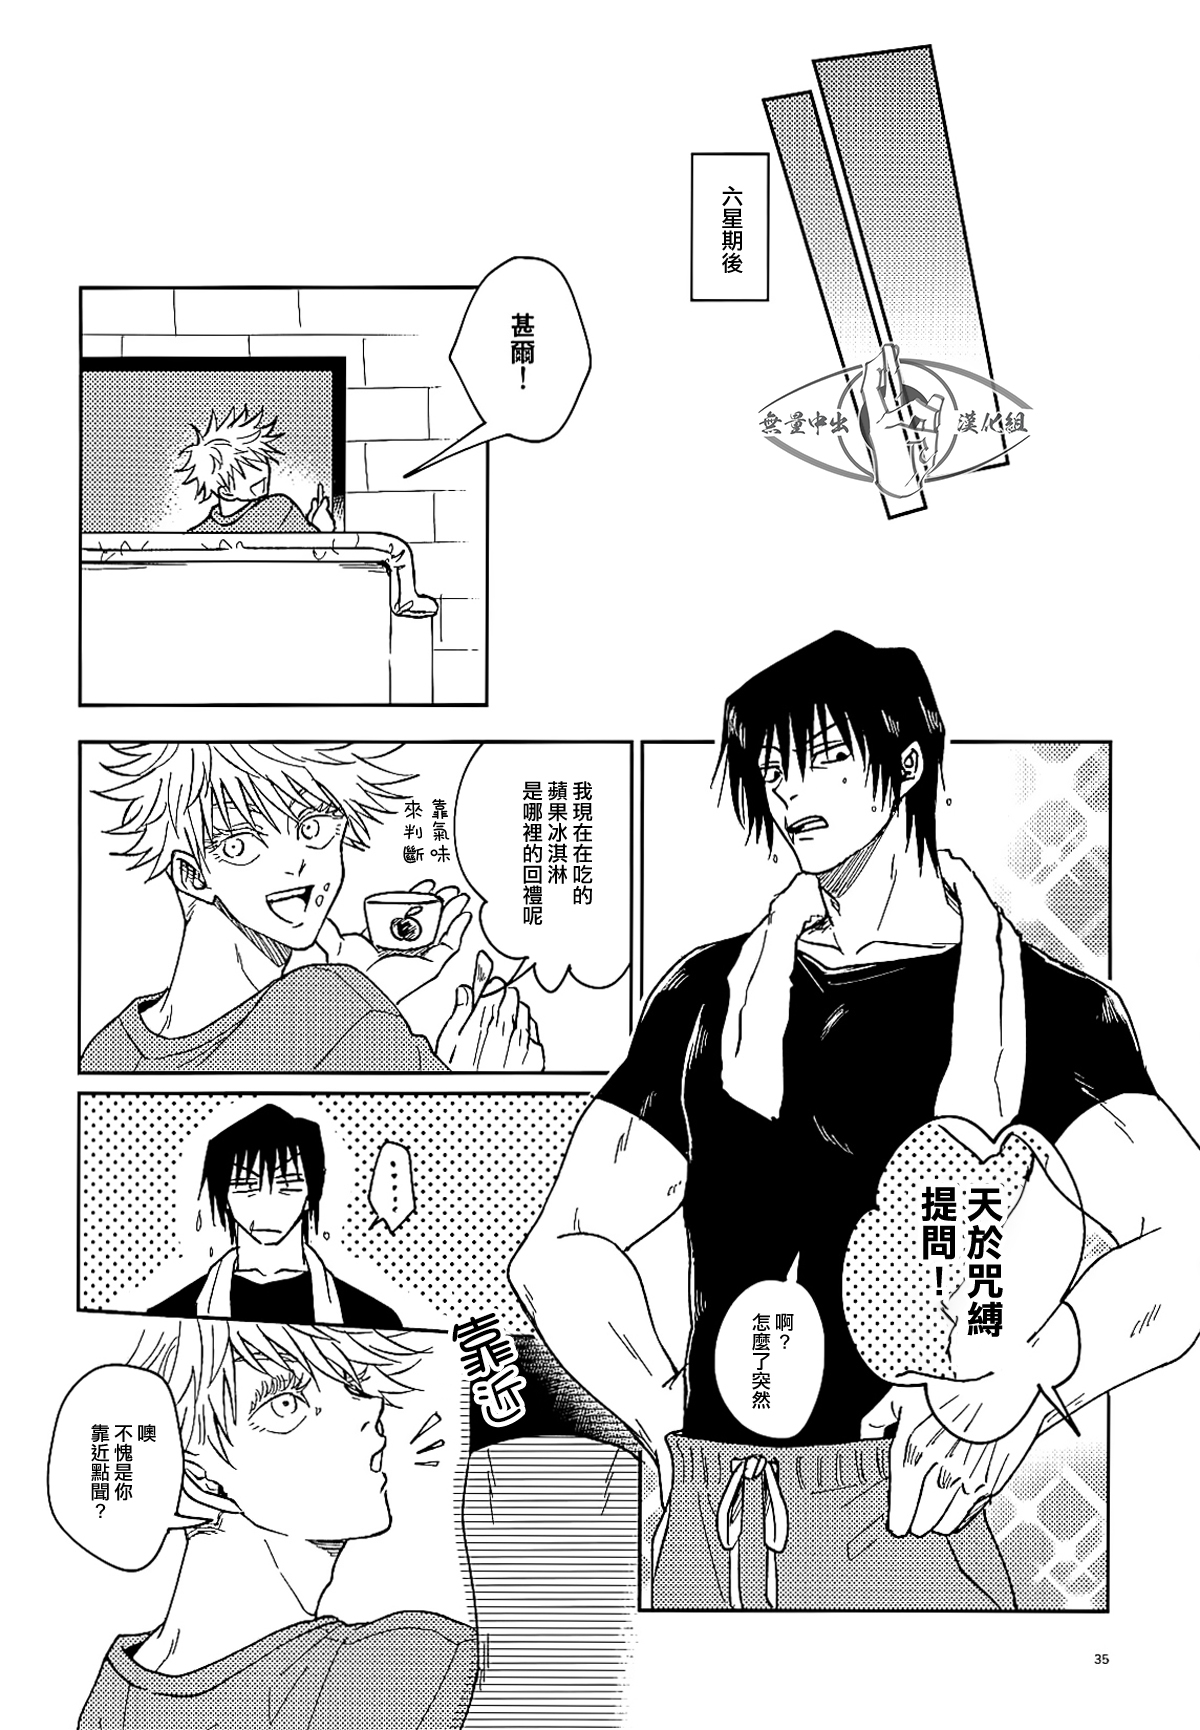 六星期後
無量中出
漢化組
甚爾！
天於咒縛
提問！
啊？
怎麼了突然
我現在在吃的
蘋果冰淇淋
是哪裡的回禮呢
靠氣味
來判斷
……
靠近
噢
不愧是你
靠近點聞？
35